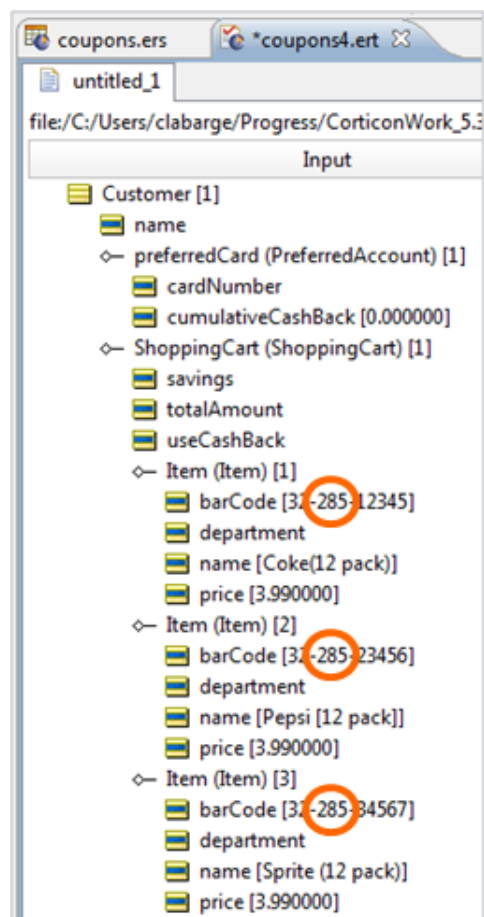 coupons.ers *coupons4.ert
untitled_1
file:/C:/Users/clabarge/Progress/CorticonWork_5.3
Input
Customer [1]
name
preferredCard (PreferredAccount) [1]
cardNumber
cumulativeCashBack [0.000000]
ShoppingCart (ShoppingCart) [1]
savings
totalAmount
useCashBack
Item (Item) [1]
barCode [32-285-12345]
department
name [Coke(12 pack)]
price [3.990000]
Item (Item) [2]
barCode [32-285-23456]
department
name [Pepsi [12 pack]]
price [3.990000]
Item (Item) [3]
barCode [32-285-34567]
department
name [Sprite (12 pack)]
price [3.990000]